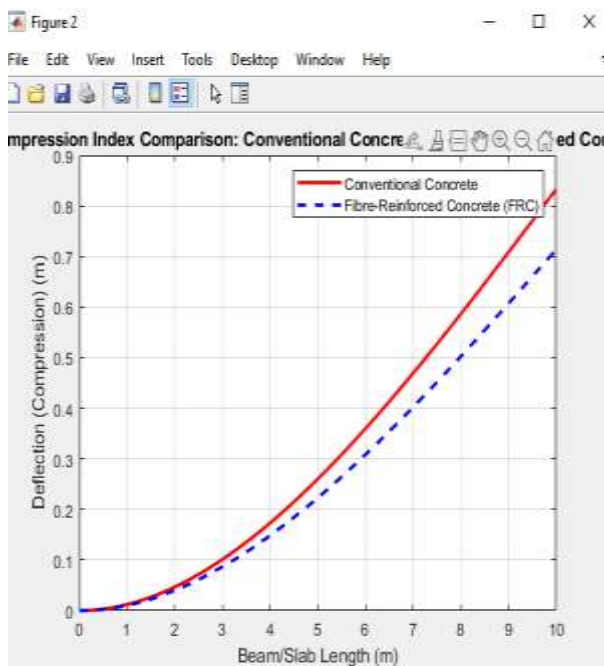 Figure 2
File Edit View Insert Tools Desktop Window Help
mpression Index Comparison: Conventional Concre ed Co
Conventional Concrete
Fibre-Reinforced Concrete (FRC)
Deflection (Compression) (m)
0.9
0.8
0.7
0.6
0.5
0.4
0.3
0.2
0.1
0
0 1 2 3 4 5 6 7 8 9 10
Beam/Slab Length (m)